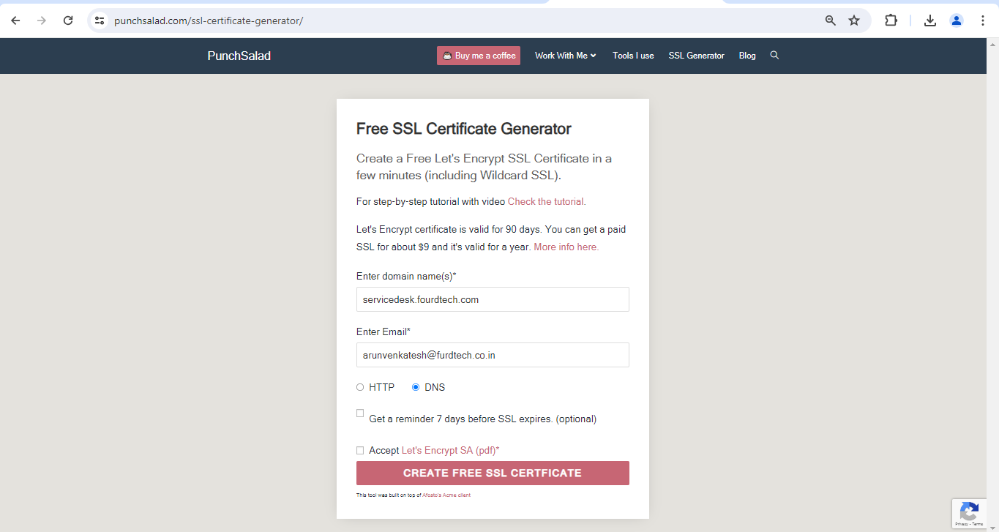 punchsalad.com/ssl-certificate-generator/
PunchSalad
Buy me a coffee
Work With Me
Tools I use
SSL Generator
Blog
Free SSL Certificate Generator
Create a Free Let's Encrypt SSL Certificate in a
few minutes (including Wildcard SSL).
For step-by-step tutorial with video Check the tutorial.
Let's Encrypt certificate is valid for 90 days. You can get a paid
SSL for about $9 and it's valid for a year. More info here.
Enter domain name(s)*
servicedesk.fourdtech.com
Enter Email*
arunvenkatesh@furdtech.co.in
HTTP
DNS
Get a reminder 7 days before SSL expires. (optional)
Accept Let's Encrypt SA (pdf)*
CREATE FREE SSL CERTFICATE
This tool was built on top of Afosto's Acme client
Privacy - Terms